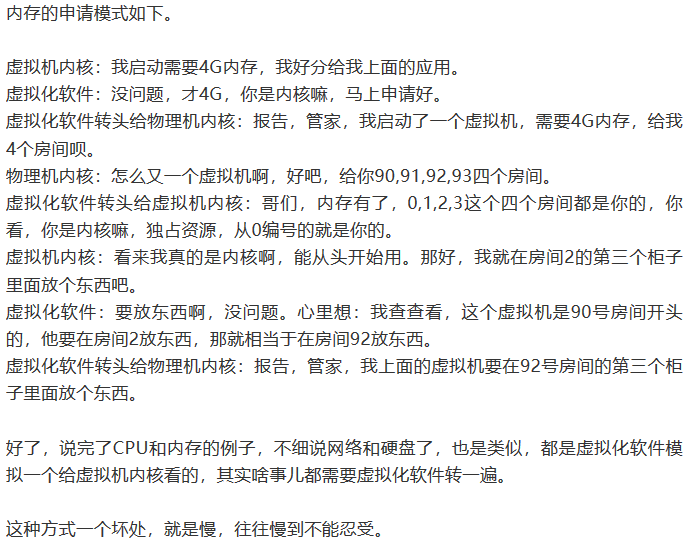 内存的申请模式如下。
虚拟机内核：我启动需要4G内存，我好分给我上面的应用。
虚拟化软件：没问题，才4G，你是内核嘛，马上申请好。
虚拟化软件转头给物理机内核：报告，管家，我启动了一个虚拟机，需要4G内存，给我
4个房间呗。
物理机内核：怎么又一个虚拟机啊，好吧，给你90,91,92,93四个房间。
虚拟化软件转头给虚拟机内核：哥们，内存有了，0,1,2,3这个四个房间都是你的，你
看，你是内核嘛，独占资源，从0编号的就是你的。
虚拟机内核：看来我真的是内核啊，能从头开始用。那好，我就在房间2的第三个柜子
里面放个东西吧。
虚拟化软件：要放东西啊，没问题。心里想：我查查看，这个虚拟机是90号房间开头
的，他要在房间2放东西，那就相当于在房间92放东西。
虚拟化软件转头给物理机内核：报告，管家，我上面的虚拟机要在92号房间的第三个柜
子里面放个东西。
好了，说完了CPU和内存的例子，不细说网络和硬盘了，也是类似，都是虚拟化软件模
拟一个给虚拟机内核看的，其实啥事儿都需要虚拟化软件转一遍。
这种方式一个坏处，就是慢，往往慢到不能忍受。